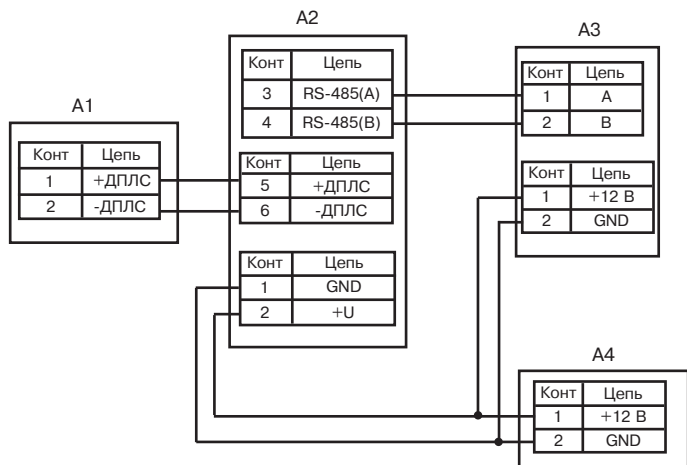 A1
Конт Цепь
1 +ДПЛС
2 -ДПЛС
A2
Конт Цепь
3 RS-485(A)
4 RS-485(B)
Конт Цепь
5 +ДПЛС
6 -ДПЛС
Конт Цепь
1 GND
2 +U
A3
Конт Цепь
1 A
2 B
Конт Цепь
1 +12 В
2 GND
A4
Конт Цепь
1 +12 В
2 GND